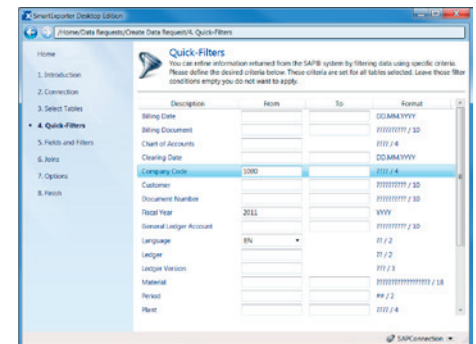 SmartExporter Desktop Edition
/Home/Data Requests/Create Data Request/4. Quick-Filters
Home
1. Introduction
2. Connection
3. Select Tables
4. Quick-Filters
5. Fields and Filters
6. Joins
7. Options
8. Finish
Quick-Filters
You can refine information returned from the SAP® system by filtering data using specific criteria.
Please define the desired criteria below. These criteria are set for all tables selected. Leave those filter
conditions empty you do not want to apply.
Description From To Format
Billing Date DD.MM.YYYY
Billing Document ?????????? / 10
Chart of Accounts ???? / 4
Clearing Date DD.MM.YYYY
Company Code 1000 ???? / 4
Customer ?????????? / 10
Document Number ?????????? / 10
Fiscal Year 2011 YYYY
General Ledger Account ?????????? / 10
Language EN ?? / 2
Ledger ?? / 2
Ledger Version ??? / 3
Material ?????????????????? / 18
Period ## / 2
Plant ???? / 4
SAPConnection